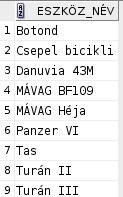 ESZKÖZ_NÉV
1 Botond
2 Csepel bicikli
3 Danuvia 43M
4 MÁVAG BF109
5 MÁVAG Héja
6 Panzer VI
7 Tas
8 Turán II
9 Turán III